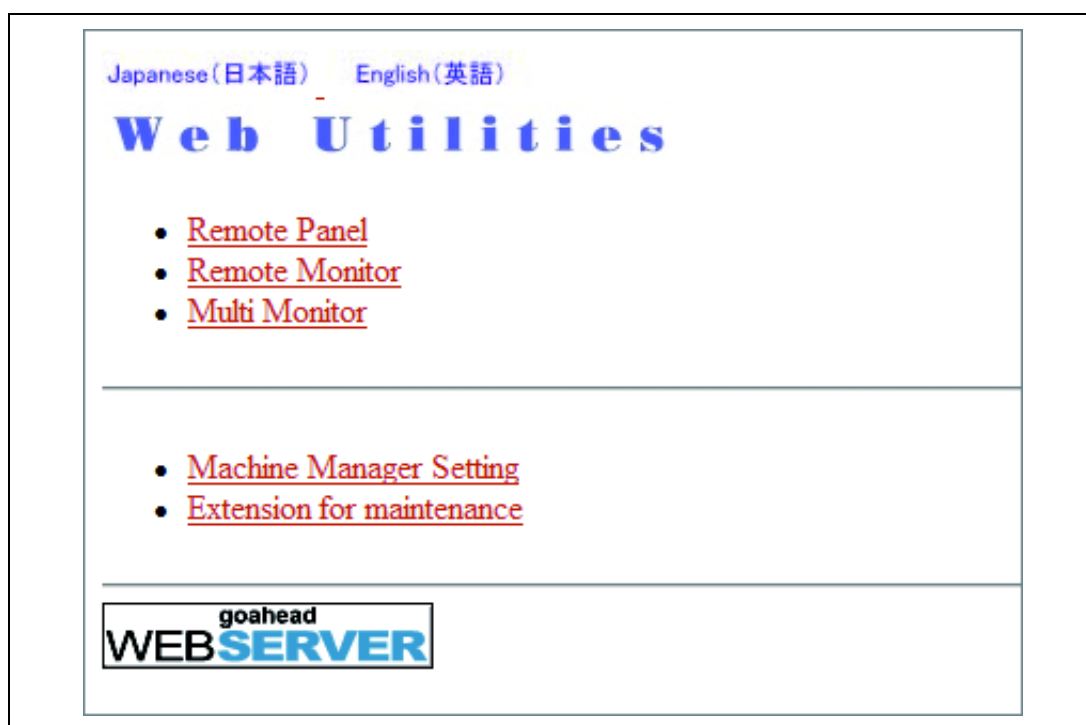 Japanese(日本語) English(英語)
Web Utilities
Remote Panel
Remote Monitor
Multi Monitor
Machine Manager Setting
Extension for maintenance
goahead
WEBSERVER